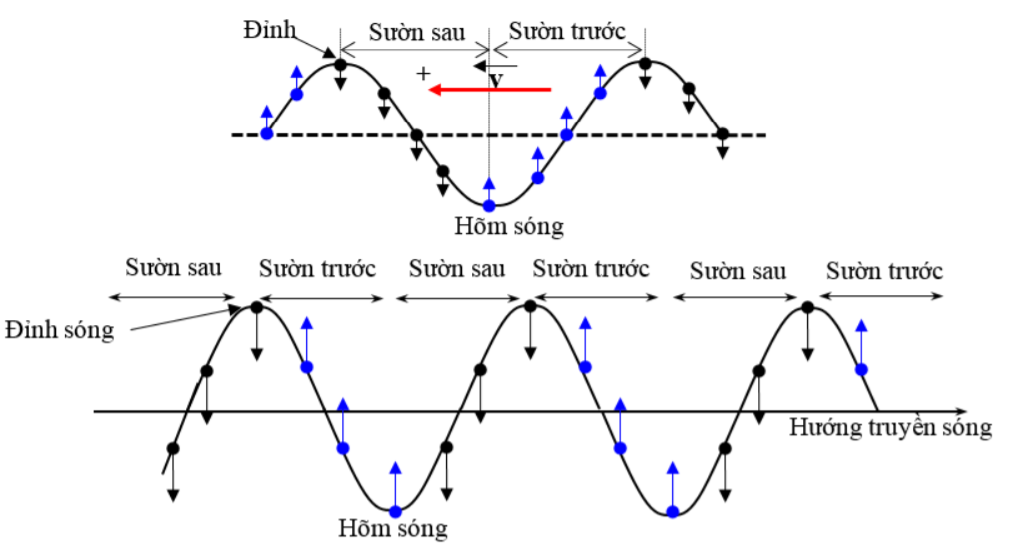 Đỉnh
Sườn sau
Sườn trước
+
v
Hõm sóng
Sườn sau
Sườn trước
Sườn sau
Sườn trước
Sườn sau
Sườn trước
Đỉnh sóng
Hướng truyền sóng
Hõm sóng